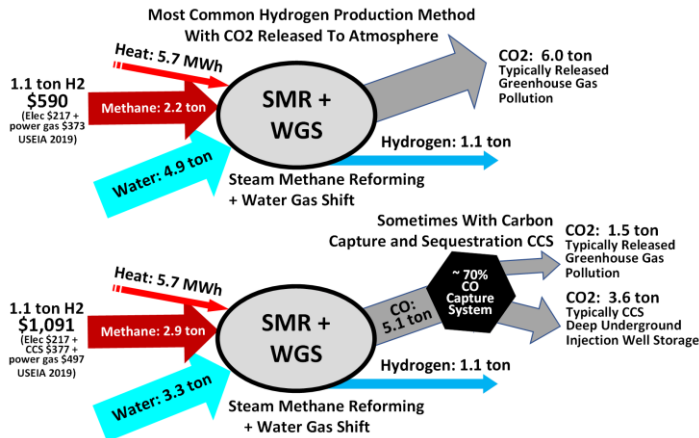 Most Common Hydrogen Production Method
With CO2 Released To Atmosphere
Heat: 5.7 MWh
1.1 ton H2
$590
(Elec $217 +
power gas $373
USEIA 2019)
Methane: 2.2 ton
Water: 4.9 ton
SMR +
WGS
CO2: 6.0 ton
Typically Released
Greenhouse Gas
Pollution
Hydrogen: 1.1 ton
Steam Methane Reforming
+ Water Gas Shift
Sometimes With Carbon
Capture and Sequestration CCS
Heat: 5.7 MWh
1.1 ton H2
$1,091
(Elec $217 +
CCS $377 +
power gas $497
USEIA 2019)
Methane: 2.9 ton
Water: 3.3 ton
SMR +
WGS
CO:
5.1 ton
~ 70%
CO
Capture
System
CO2: 1.5 ton
Typically Released
Greenhouse Gas
Pollution
CO2: 3.6 ton
Typically CCS
Deep Underground
Injection Well Storage
Hydrogen: 1.1 ton
Steam Methane Reforming
+ Water Gas Shift